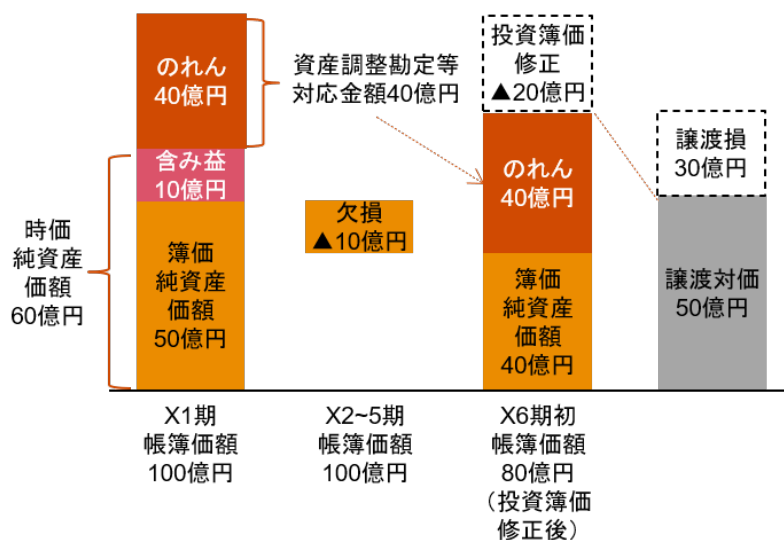 のれん
40億円
含み益
10億円
簿価
純資産
価額
50億円
時価
純資産
価額
60億円
資産調整勘定等
対応金額40億円
欠損
▲10億円
投資簿価
修正
▲20億円
のれん
40億円
簿価
純資産
価額
40億円
譲渡損
30億円
譲渡対価
50億円
X1期
帳簿価額
100億円
X2~5期
帳簿価額
100億円
X6期初
帳簿価額
80億円
（投資簿価
修正後）